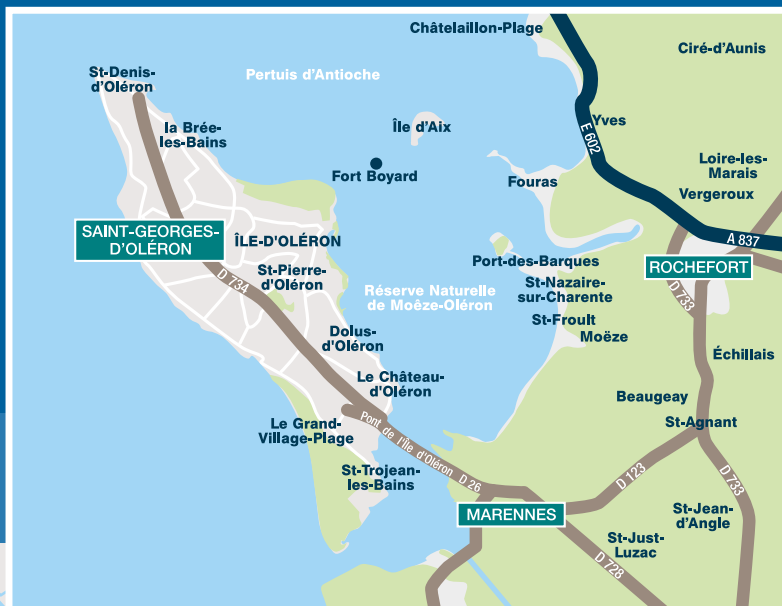 Châtelaillon-Plage
Ciré-d'Aunis
St-Denis-
d'Oléron
Pertuis d'Antioche
la Brée-
les-Bains
Île d'Aix
Yves
E 602
Fort Boyard
Fouras
Loire-les-
Marais
Vergeroux
A 837
SAINT-GEORGES-
D'OLÉRON
ÎLE-D'OLÉRON
St-Pierre-
d'Oléron
D 734
Port-des-Barques
ROCHEFORT
D 733
Réserve Naturelle
de Moêze-Oléron
St-Nazaire-
sur-Charente
St-Froult
Moëze
Dolus-
d'Oléron
Échillais
Le Château-
d'Oléron
Beaugeay
St-Agnant
Le Grand-
Village-Plage
Pont de l'Île d'Oléron D 26
St-Trojean-
les-Bains
D 123
D 733
MARENNES
St-Jean-
d'Angle
St-Just-
Luzac
D 728